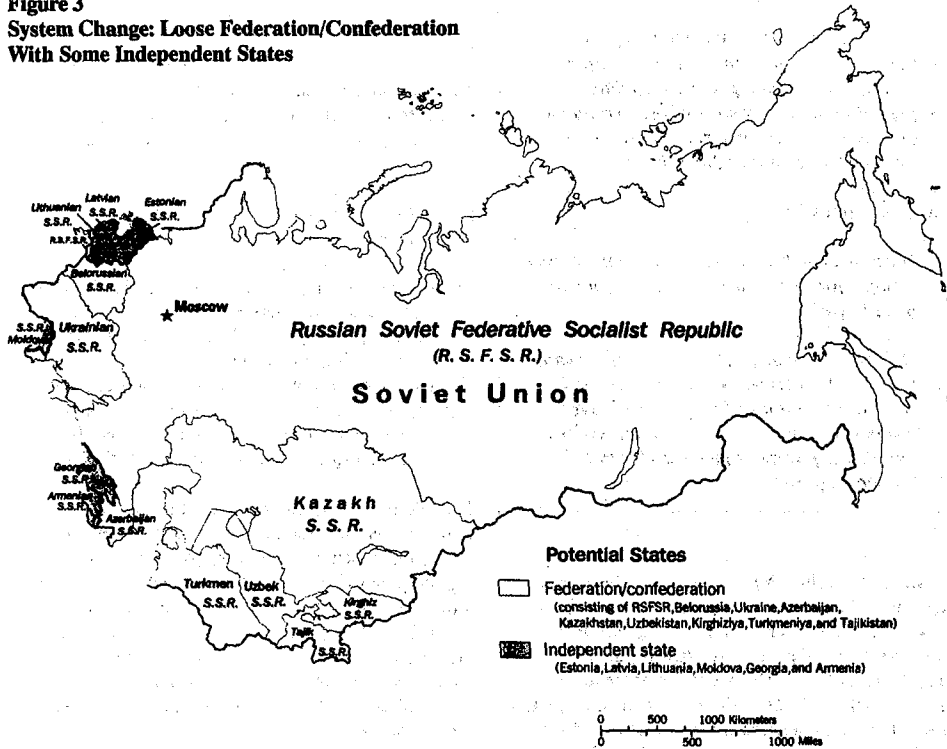 Figure 3
System Change: Loose Federation/Confederation
With Some Independent States
Latvian
S.S.R.
Lithuanian
S.S.R.
Estonian
S.S.R.
R.S.F.S.R.
Belorussian
S.S.R.
Moscow
S.S.R.
Moldova
Ukrainian
S.S.R.
Russian Soviet Federative Socialist Republic
(R. S. F. S. R.)
Soviet Union
Georgian
S.S.R.
Armenian
S.S.R.
Azerbaijan
S.S.R.
Kazakh
S. S. R.
Turkmen
S.S.R.
Uzbek
S.S.R.
Kirghiz
S.S.R.
Tajik
S.S.R.
Potential States
Federation/confederation
(consisting of RSFSR,Belorussia,Ukraine,Azerbaijan,
Kazakhstan,Uzbekistan,Kirghiziya,Turkmeniya,and Tajikistan)
Independent state
(Estonia,Latvia,Lithuania,Moldova,Georgia,and Armenia)
0 500 1000 Kilometers
0 500 1000 Miles